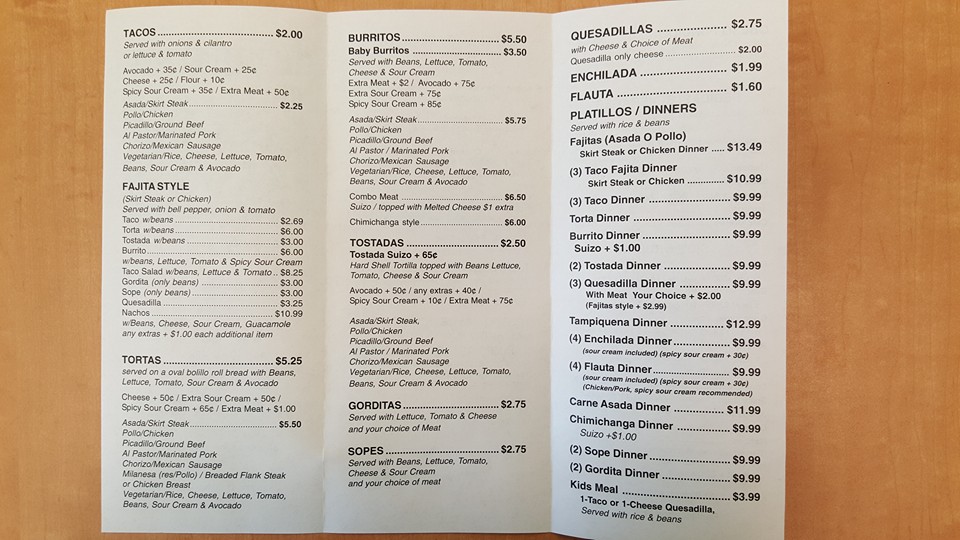 TACOS ........ $2.00
Served with onions & cilantro
or lettuce & tomato
Avocado + 35¢ / Sour Cream + 25¢
Cheese + 25¢ / Flour + 10¢
Spicy Sour Cream + 35¢ / Extra Meat + 50¢
Asada/Skirt Steak ........ $2.25
Pollo/Chicken
Picadillo/Ground Beef
Al Pastor/Marinated Pork
Chorizo/Mexican Sausage
Vegetarian/Rice, Cheese, Lettuce, Tomato,
Beans, Sour Cream & Avocado
FAJITA STYLE
(Skirt Steak or Chicken)
Served with bell pepper, onion & tomato
Taco w/beans ........ $2.69
Torta w/beans ........ $6.00
Tostada w/beans ........ $3.00
Burrito ........ $6.00
w/beans, Lettuce, Tomato & Spicy Sour Cream
Taco Salad w/beans, Lettuce & Tomato .. $8.25
Gordita (only beans) ........ $3.00
Sope (only beans) ........ $3.00
Quesadilla ........ $3.25
Nachos ........ $10.99
w/Beans, Cheese, Sour Cream, Guacamole
any extras + $1.00 each additional item
TORTAS ........ $5.25
served on a oval bolillo roll bread with Beans,
Lettuce, Tomato, Sour Cream & Avocado
Cheese + 50¢ / Extra Sour Cream + 50¢ /
Spicy Sour Cream + 65¢ / Extra Meat + $1.00
Asada/Skirt Steak ........ $5.50
Pollo/Chicken
Picadillo/Ground Beef
Al Pastor/Marinated Pork
Chorizo/Mexican Sausage
Milanesa (res/Pollo) / Breaded Flank Steak
or Chicken Breast
Vegetarian/Rice, Cheese, Lettuce, Tomato,
Beans, Sour Cream & Avocado
BURRITOS ........ $5.50
Baby Burritos ........ $3.50
Served with Beans, Lettuce, Tomato,
Cheese & Sour Cream
Extra Meat + $2 / Avocado + 75¢
Extra Sour Cream + 75¢
Spicy Sour Cream + 85¢
Asada/Skirt Steak ........ $5.75
Pollo/Chicken
Picadillo/Ground Beef
Al Pastor / Marinated Pork
Chorizo/Mexican Sausage
Vegetarian/Rice, Cheese, Lettuce, Tomato,
Beans, Sour Cream & Avocado
Combo Meat ........ $6.50
Suizo / topped with Melted Cheese $1 extra
Chimichanga style ........ $6.00
TOSTADAS ........ $2.50
Tostada Suizo + 65¢
Hard Shell Tortilla topped with Beans Lettuce,
Tomato, Cheese & Sour Cream
Avocado + 50¢ / any extras + 40¢ /
Spicy Sour Cream + 10¢ / Extra Meat + 75¢
Asada/Skirt Steak,
Pollo/Chicken
Picadillo/Ground Beef
Al Pastor / Marinated Pork
Chorizo/Mexican Sausage
Vegetarian/Rice, Cheese, Lettuce, Tomato,
Beans, Sour Cream & Avocado
GORDITAS ........ $2.75
Served with Lettuce, Tomato & Cheese
and your choice of Meat
SOPES ........ $2.75
Served with Beans, Lettuce, Tomato,
Cheese & Sour Cream
and your choice of meat
QUESADILLAS ........ $2.75
with Cheese & Choice of Meat
Quesadilla only cheese ........ $2.00
ENCHILADA ........ $1.99
FLAUTA ........ $1.60
PLATILLOS / DINNERS
Served with rice & beans
Fajitas (Asada O Pollo)
Skirt Steak or Chicken Dinner ..... $13.49
(3) Taco Fajita Dinner
Skirt Steak or Chicken ........ $10.99
(3) Taco Dinner ........ $9.99
Torta Dinner ........ $9.99
Burrito Dinner ........ $9.99
Suizo + $1.00
(2) Tostada Dinner ........ $9.99
(3) Quesadilla Dinner ........ $9.99
With Meat Your Choice + $2.00
(Fajitas style + $2.99)
Tampiquena Dinner ........ $12.99
(4) Enchilada Dinner ........ $9.99
(sour cream included) (spicy sour cream + 30¢)
(4) Flauta Dinner ........ $9.99
(sour cream included) (spicy sour cream + 30¢)
(Chicken/Pork, spicy sour cream recommended)
Carne Asada Dinner ........ $11.99
Chimichanga Dinner ........ $9.99
Suizo +$1.00
(2) Sope Dinner ........ $9.99
(2) Gordita Dinner ........ $9.99
Kids Meal ........ $3.99
1-Taco or 1-Cheese Quesadilla,
Served with rice & beans